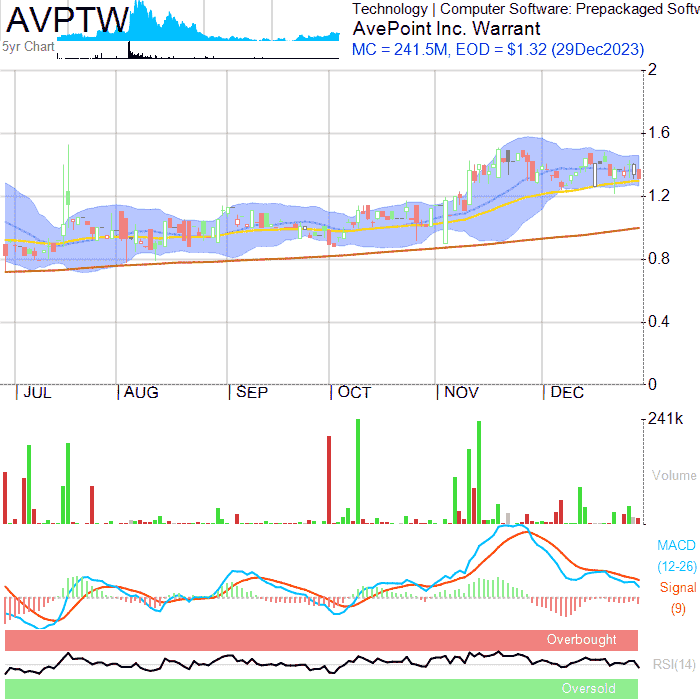 AVPTW
5yr Chart
Technology | Computer Software: Prepackaged Softw
AvePoint Inc. Warrant
MC = 241.5M, EOD = $1.32 (29Dec2023)
2
1.6
1.2
0.8
0.4
0
JUL AUG SEP OCT NOV DEC
241k
Volume
MACD
(12-26)
Signal
(9)
Overbought
RSI(14)
Oversold